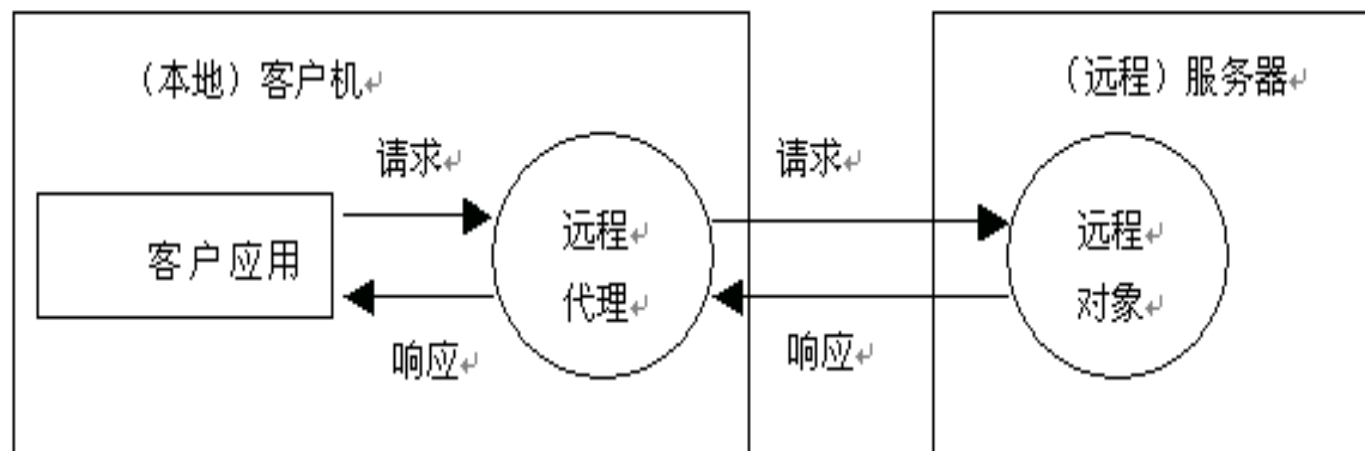 （本地）客户机↵
（远程）服务器↵
请求↵
请求↵
客户应用
远程↵
代理↵
远程↵
对象↵
响应↵
响应↵